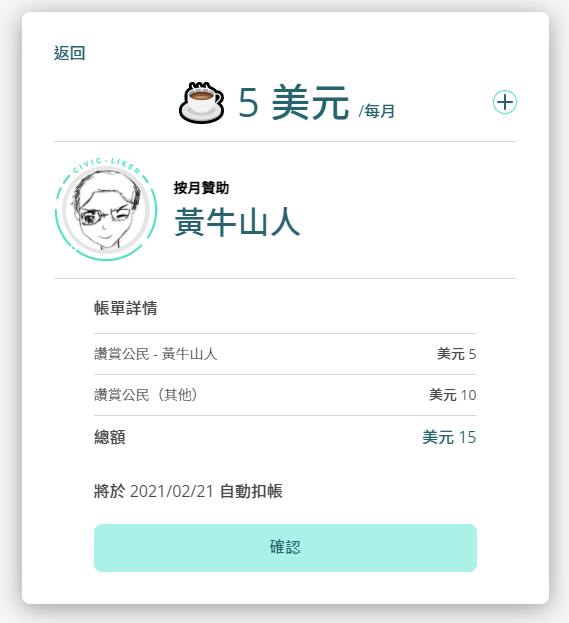 返回
5 美元 /每月
CIVIC · LIKER
按月贊助
黃牛山人
帳單詳情
讚賞公民 - 黃牛山人 美元 5
讚賞公民（其他） 美元 10
總額 美元 15
將於 2021/02/21 自動扣帳
確認